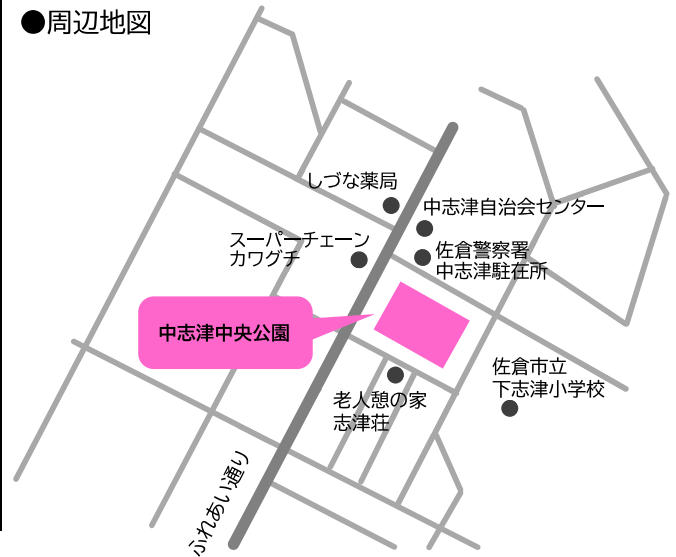 ●周辺地図
しづな薬局
中志津自治会センター
スーパーチェーン
カワグチ
佐倉警察署
中志津駐在所
中志津中央公園
佐倉市立
下志津小学校
老人憩の家
志津荘
ふれあい通り